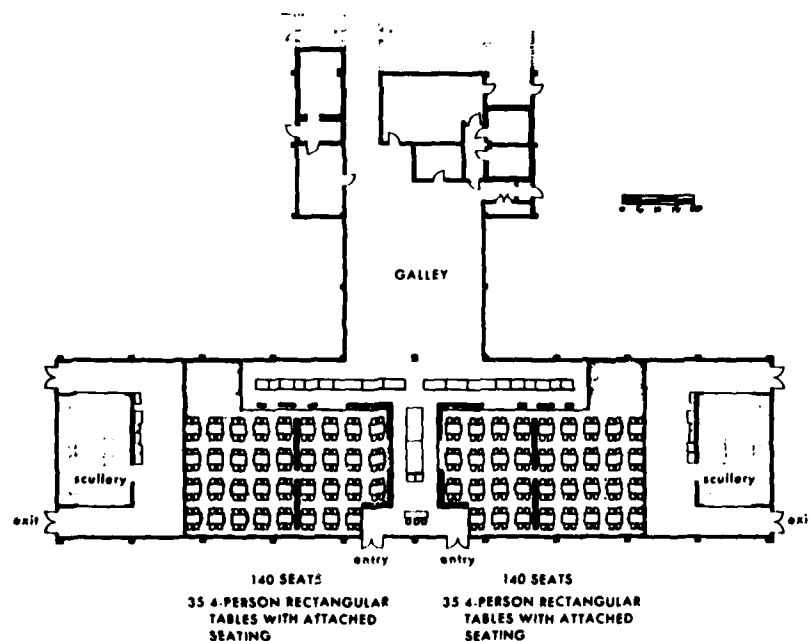 GALLEY
scullery
scullery
exit
exi
entry
entry
140 SEATS
35 4-PERSON RECTANGULAR
TABLES WITH ATTACHED
SEATING
140 SEATS
35 4-PERSON RECTANGULAR
TABLES WITH ATTACHED
SEATING